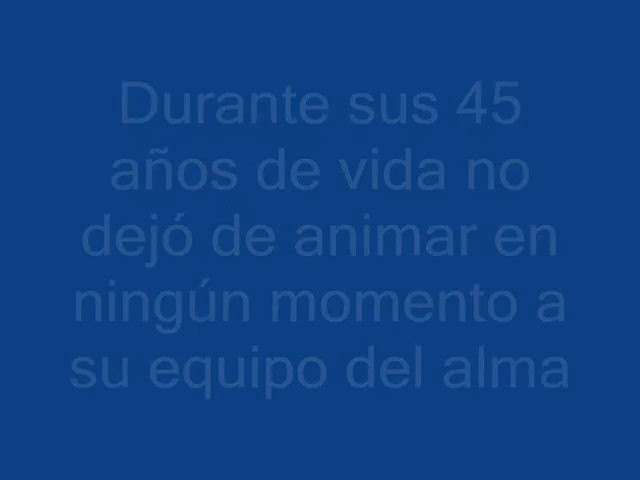 Durante sus 45
años de vida no
dejó de animar en
ningún momento a
su equipo del alma